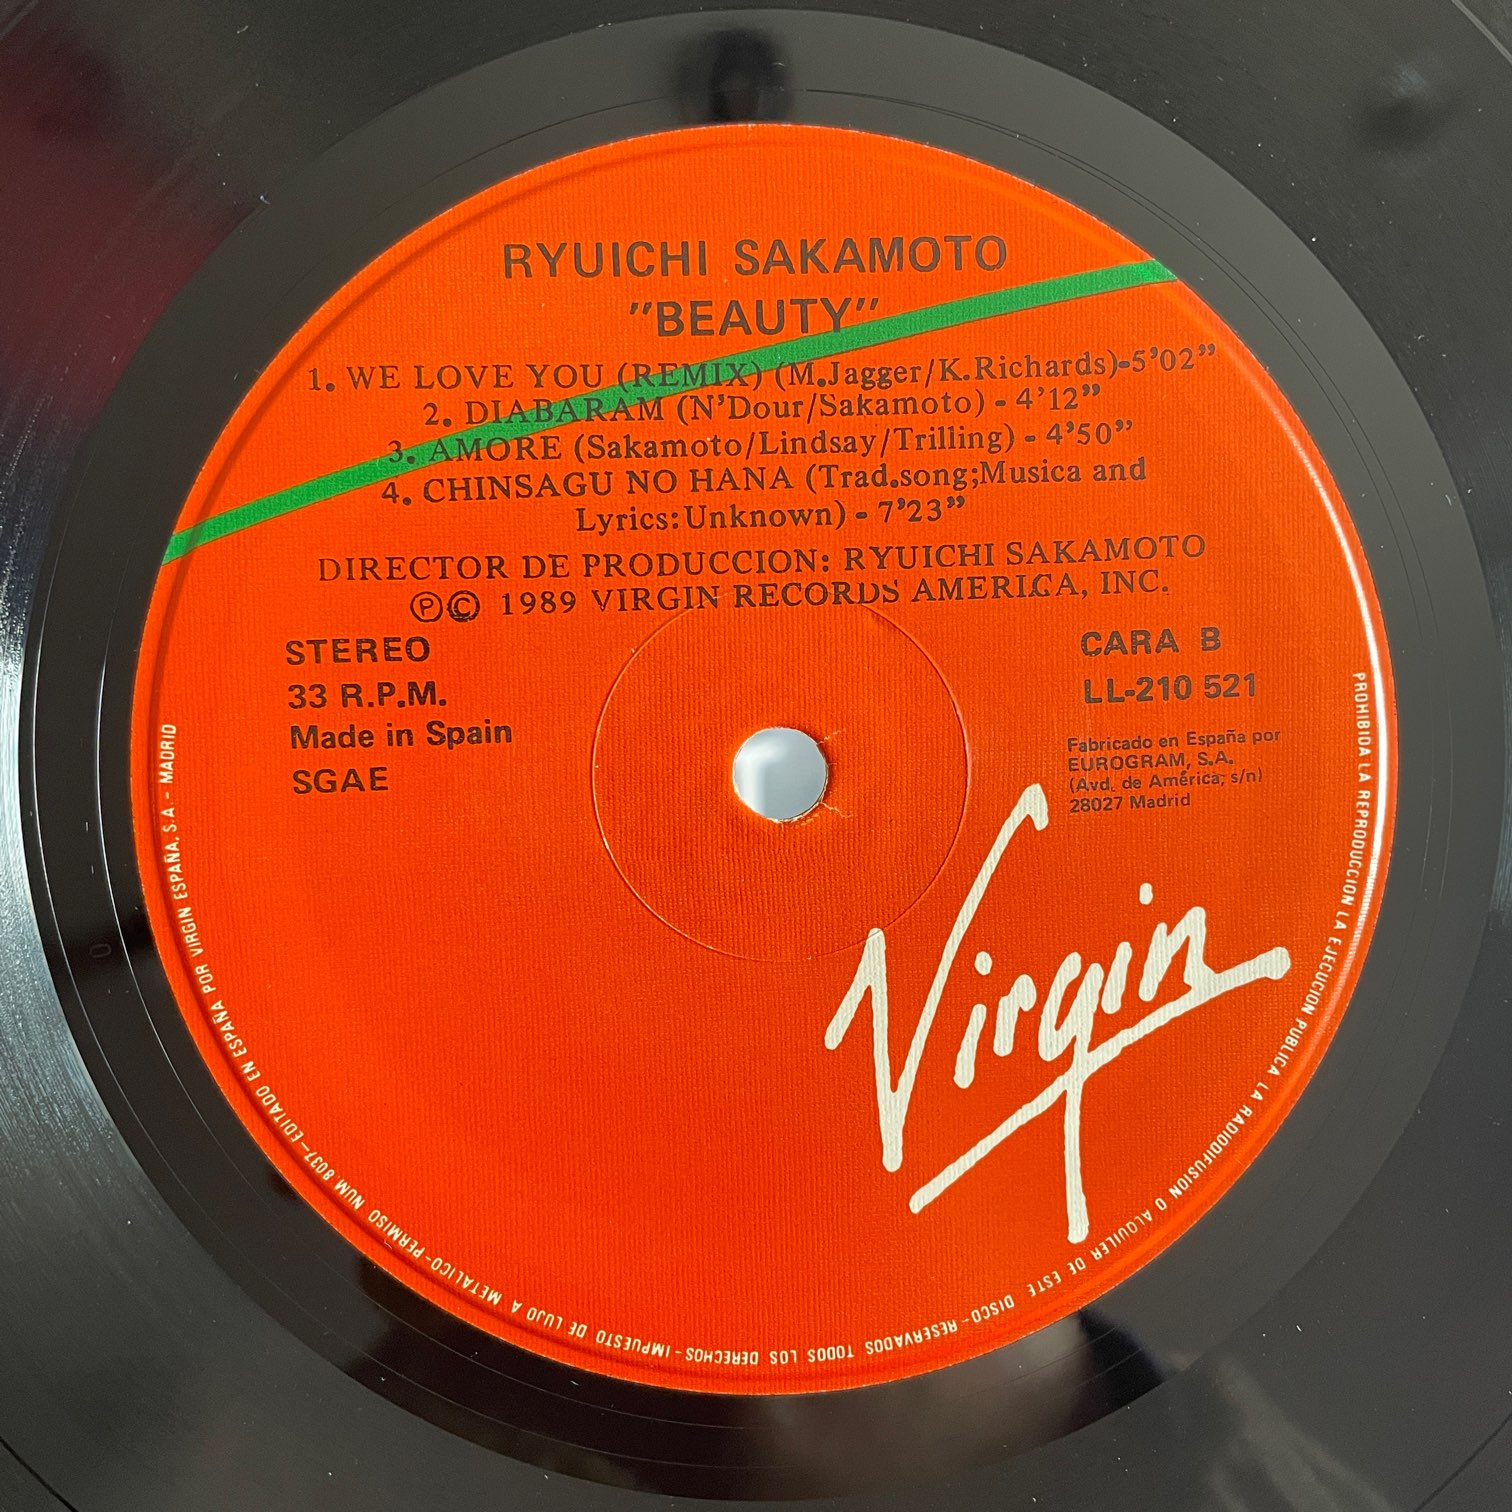 RYUICHI SAKAMOTO
"BEAUTY"
1. WE LOVE YOU (REMIX) (M.Jagger/K.Richards)-5'02"
2. DIABARAM (N'Dour/Sakamoto) - 4'12"
3. AMORE (Sakamoto/Lindsay/Trilling) - 4'50"
4. CHINSAGU NO HANA (Trad.song;Musica and
Lyrics:Unknown) - 7'23"
DIRECTOR DE PRODUCCION: RYUICHI SAKAMOTO
℗© 1989 VIRGIN RECORDS AMERICA, INC.
STEREO
33 R.P.M.
Made in Spain
SGAE
CARA B
LL-210 521
Fabricado en España por
EUROGRAM, S.A.
(Avd. de América, s/n)
28027 Madrid
Virgin
PROHIBIDA LA REPRODUCCION LA EJECUCION PUBLICA LA RADIODIFUSION O ALQUILER DE ESTE DISCO - RESERVADOS TODOS LOS DERECHOS - IMPUESTO DE LUJO A METALICO - PERMISO NUM 8037 - EDITADO EN ESPAÑA POR VIRGIN ESPAÑA, S.A. - MADRID